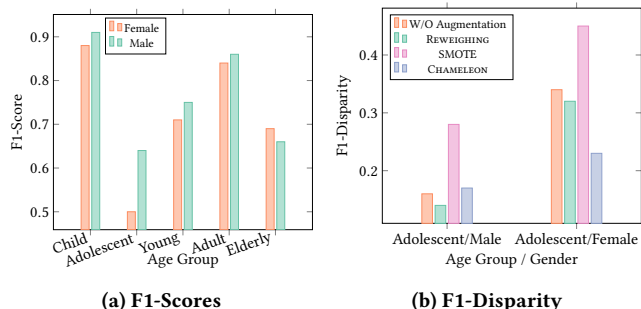 0.9
0.8
0.7
0.6
0.5
F1-Score
Female
Male
Child
Adolescent
Young
Adult
Elderly
Age Group
(a) F1-Scores
0.4
0.3
0.2
F1-Disparity
W/O Augmentation
REWEIGHING
SMOTE
CHAMELEON
Adolescent/Male
Adolescent/Female
Age Group / Gender
(b) F1-Disparity